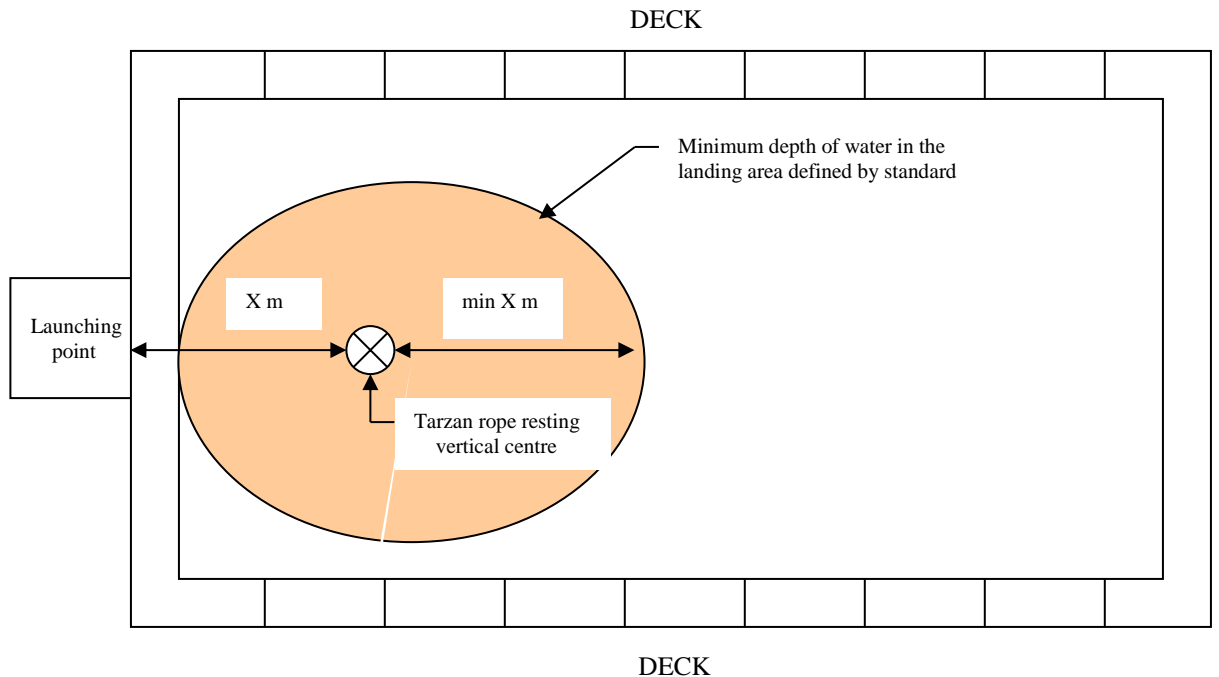 DECK
Minimum depth of water in the
landing area defined by standard
X m
min X m
Launching
point
Tarzan rope resting
vertical centre
DECK